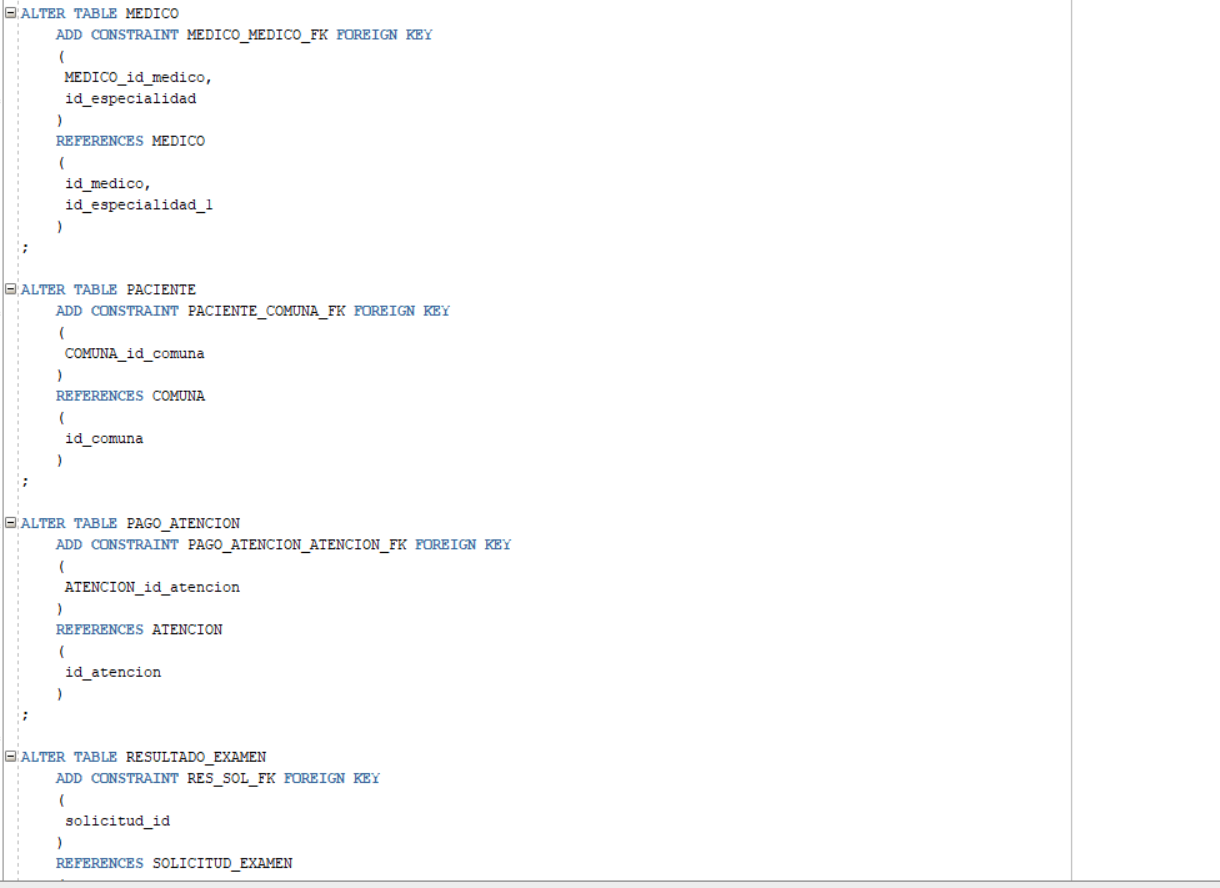 ALTER TABLE MEDICO
ADD CONSTRAINT MEDICO_MEDICO_FK FOREIGN KEY
(
MEDICO_id_medico,
id_especialidad
)
REFERENCES MEDICO
(
id_medico,
id_especialidad_1
)
;
ALTER TABLE PACIENTE
ADD CONSTRAINT PACIENTE_COMUNA_FK FOREIGN KEY
(
COMUNA_id_comuna
)
REFERENCES COMUNA
(
id_comuna
)
;
ALTER TABLE PAGO_ATENCION
ADD CONSTRAINT PAGO_ATENCION_ATENCION_FK FOREIGN KEY
(
ATENCION_id_atencion
)
REFERENCES ATENCION
(
id_atencion
)
;
ALTER TABLE RESULTADO_EXAMEN
ADD CONSTRAINT RES_SOL_FK FOREIGN KEY
(
solicitud_id
)
REFERENCES SOLICITUD_EXAMEN